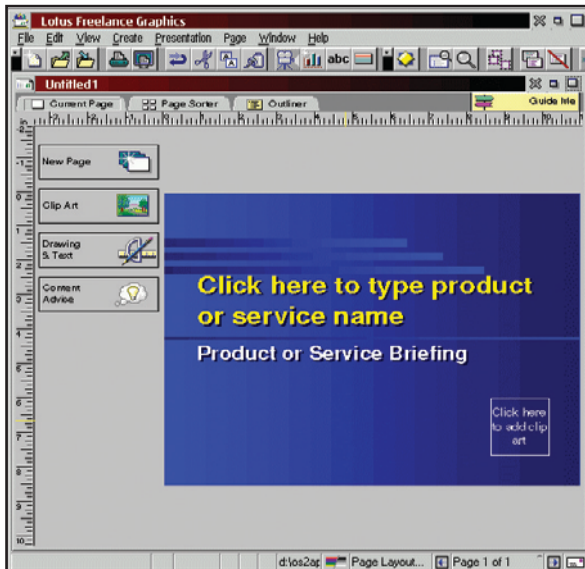 Lotus Freelance Graphics
File Edit View Create Presentation Page Window Help
abc
Untitled1
Current Page Page Sorter Outliner Guide Me
New Page
Clip Art
Drawing
& Text
Content
Advice
Click here to type product
or service name
Product or Service Briefing
Click here
to add clip
art
d:\os2ap Page Layout... Page 1 of 1